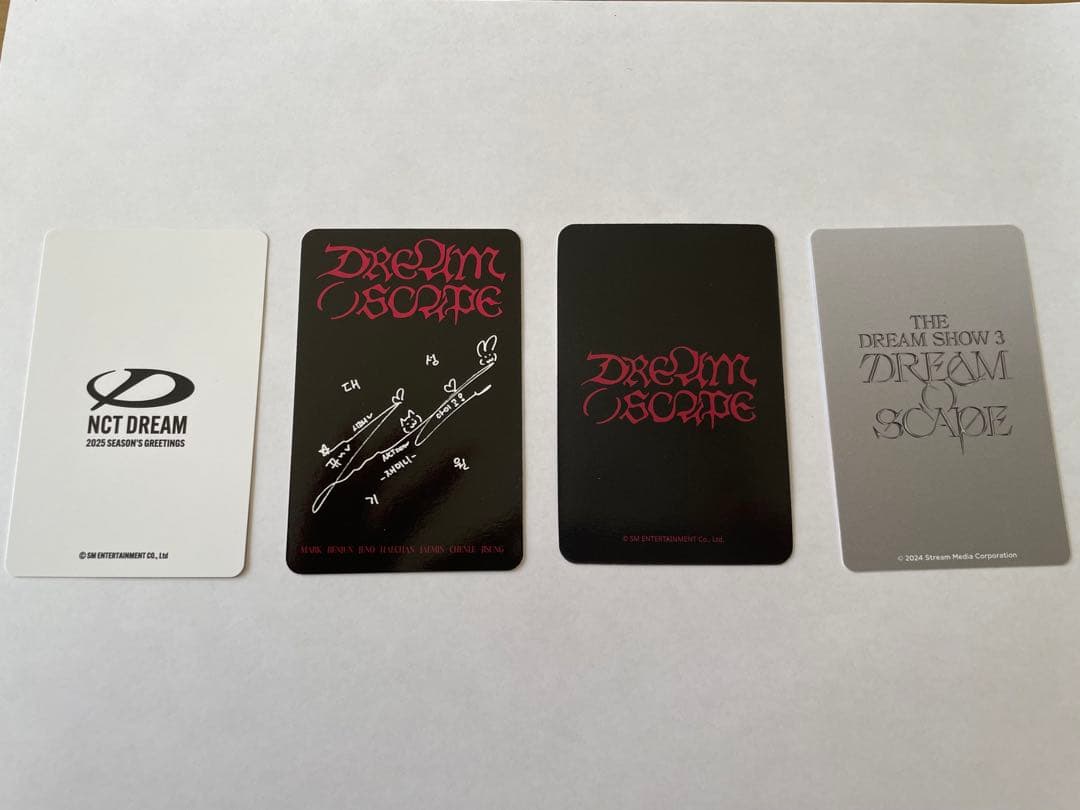 NCT DREAM
2025 SEASON'S GREETINGS
© SM ENTERTAINMENT Co., Ltd
DREAM
SCAPE
MARK RENJUN JENO HAECHAN JAEMIN CHENLE JISUNG
DREAM
SCAPE
© SM ENTERTAINMENT Co., Ltd.
THE
DREAM SHOW 3
DREAM
SCAPE
© 2024 Stream Media Corporation